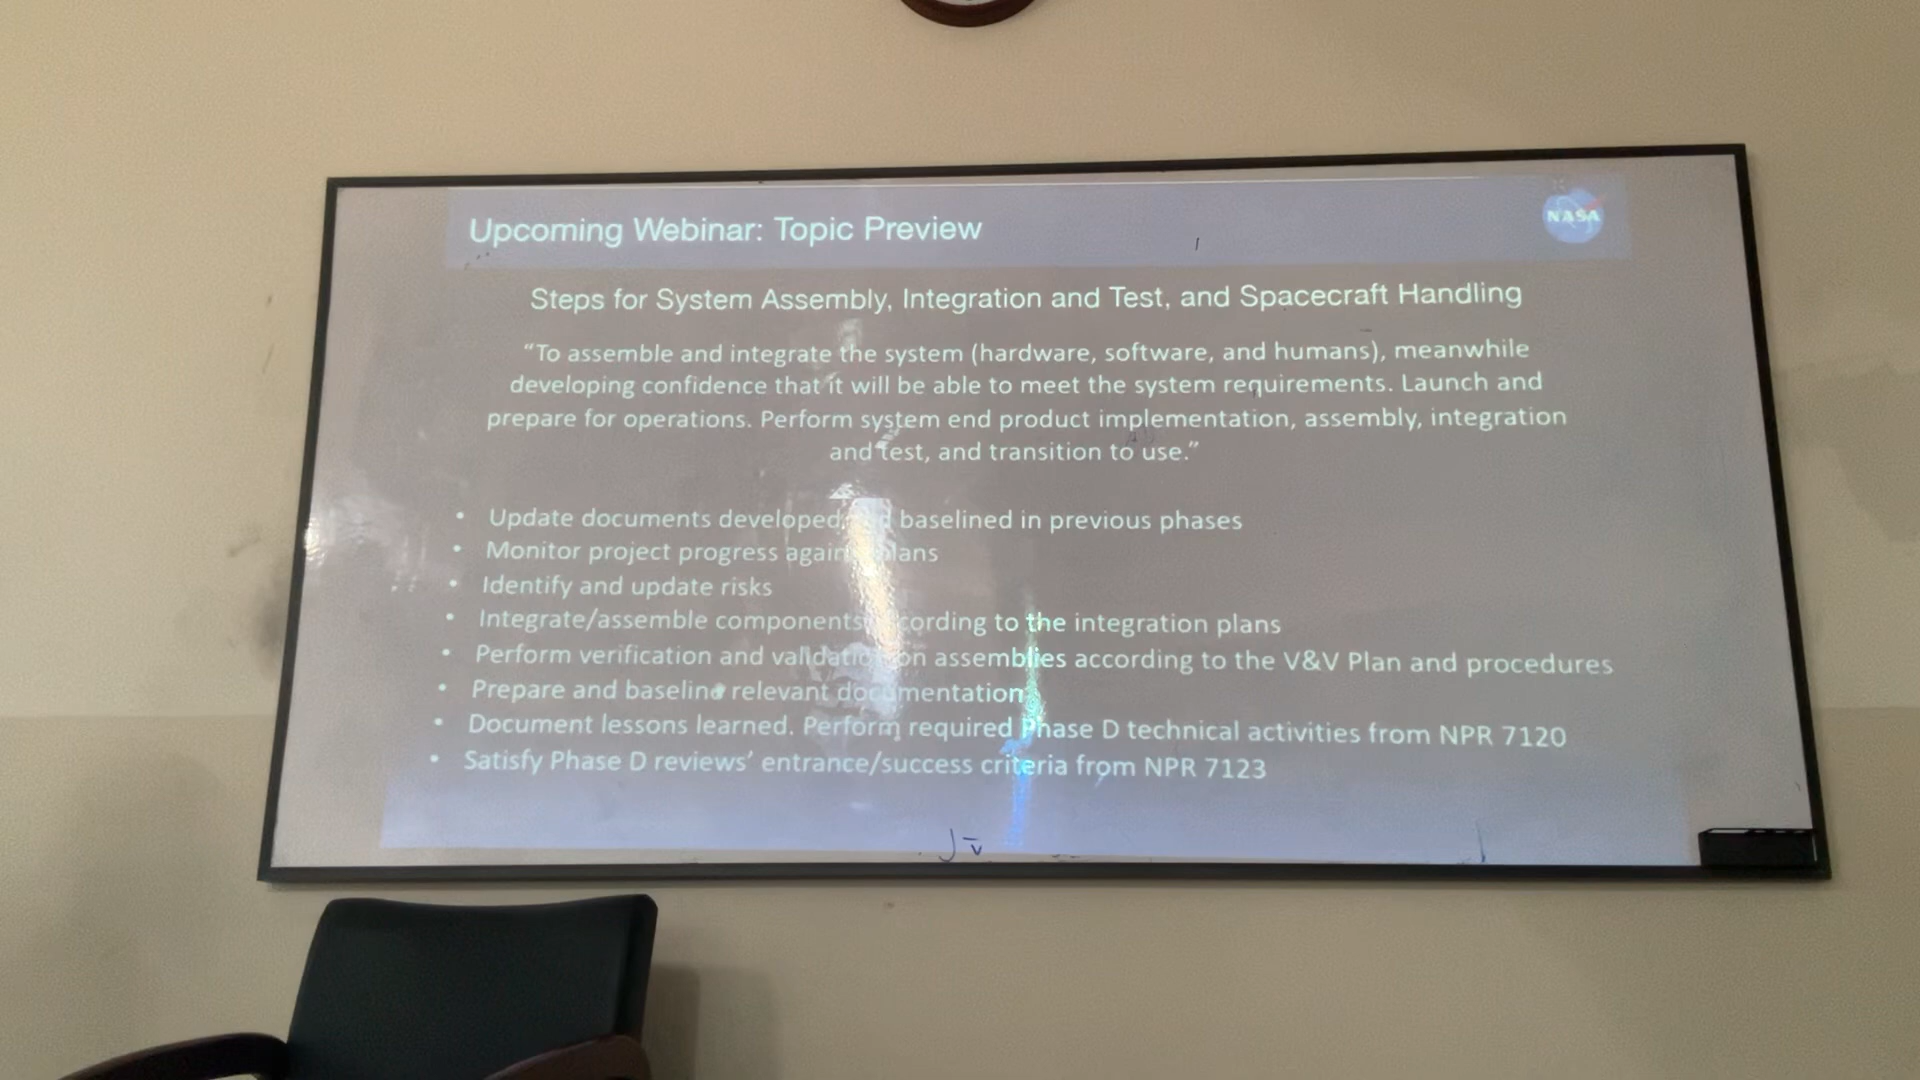 Upcoming Webinar: Topic Preview
NASA
Steps for System Assembly, Integration and Test, and Spacecraft Handling
“To assemble and integrate the system (hardware, software, and humans), meanwhile
developing confidence that it will be able to meet the system requirements. Launch and
prepare for operations. Perform system end product implementation, assembly, integration
and test, and transition to use.”
• Update documents developed baselined in previous phases
• Monitor project progress against plans
• Identify and update risks
• Integrate/assemble components according to the integration plans
• Perform verification and validation on assemblies according to the V&V Plan and procedures
• Prepare and baseline relevant documentation
• Document lessons learned. Perform required Phase D technical activities from NPR 7120
• Satisfy Phase D reviews’ entrance/success criteria from NPR 7123